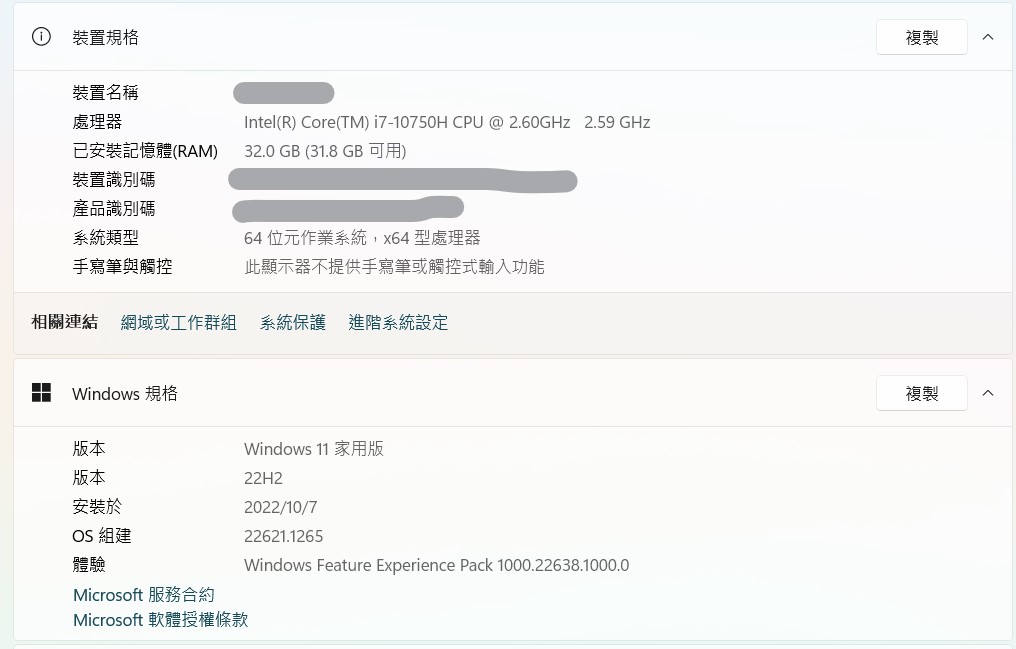 裝置規格 複製
裝置名稱
處理器 Intel(R) Core(TM) i7-10750H CPU @ 2.60GHz 2.59 GHz
已安裝記憶體(RAM) 32.0 GB (31.8 GB 可用)
裝置識別碼
產品識別碼
系統類型 64 位元作業系統，x64 型處理器
手寫筆與觸控 此顯示器不提供手寫筆或觸控式輸入功能
相關連結 網域或工作群組 系統保護 進階系統設定
Windows 規格 複製
版本 Windows 11 家用版
版本 22H2
安裝於 2022/10/7
OS 組建 22621.1265
體驗 Windows Feature Experience Pack 1000.22638.1000.0
Microsoft 服務合約
Microsoft 軟體授權條款